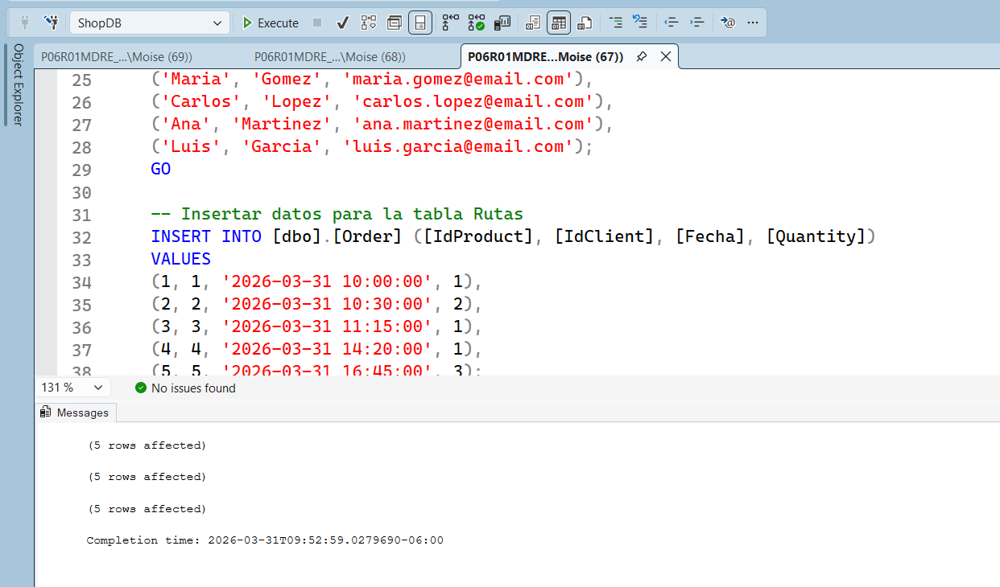 ShopDB
Execute
Object Explorer
P06R01MDRE_...\Moise (69))
P06R01MDRE_...\Moise (68))
P06R01MDRE...Moise (67))
25 ('Maria', 'Gomez', 'maria.gomez@email.com'),
26 ('Carlos', 'Lopez', 'carlos.lopez@email.com'),
27 ('Ana', 'Martinez', 'ana.martinez@email.com'),
28 ('Luis', 'Garcia', 'luis.garcia@email.com');
29 GO
30
31 -- Insertar datos para la tabla Rutas
32 INSERT INTO [dbo].[Order] ([IdProduct], [IdClient], [Fecha], [Quantity])
33 VALUES
34 (1, 1, '2026-03-31 10:00:00', 1),
35 (2, 2, '2026-03-31 10:30:00', 2),
36 (3, 3, '2026-03-31 11:15:00', 1),
37 (4, 4, '2026-03-31 14:20:00', 1),
38 (5, 5, '2026-03-31 16:45:00', 3);
131 %
No issues found
Messages
(5 rows affected)
(5 rows affected)
(5 rows affected)
Completion time: 2026-03-31T09:52:59.0279690-06:00